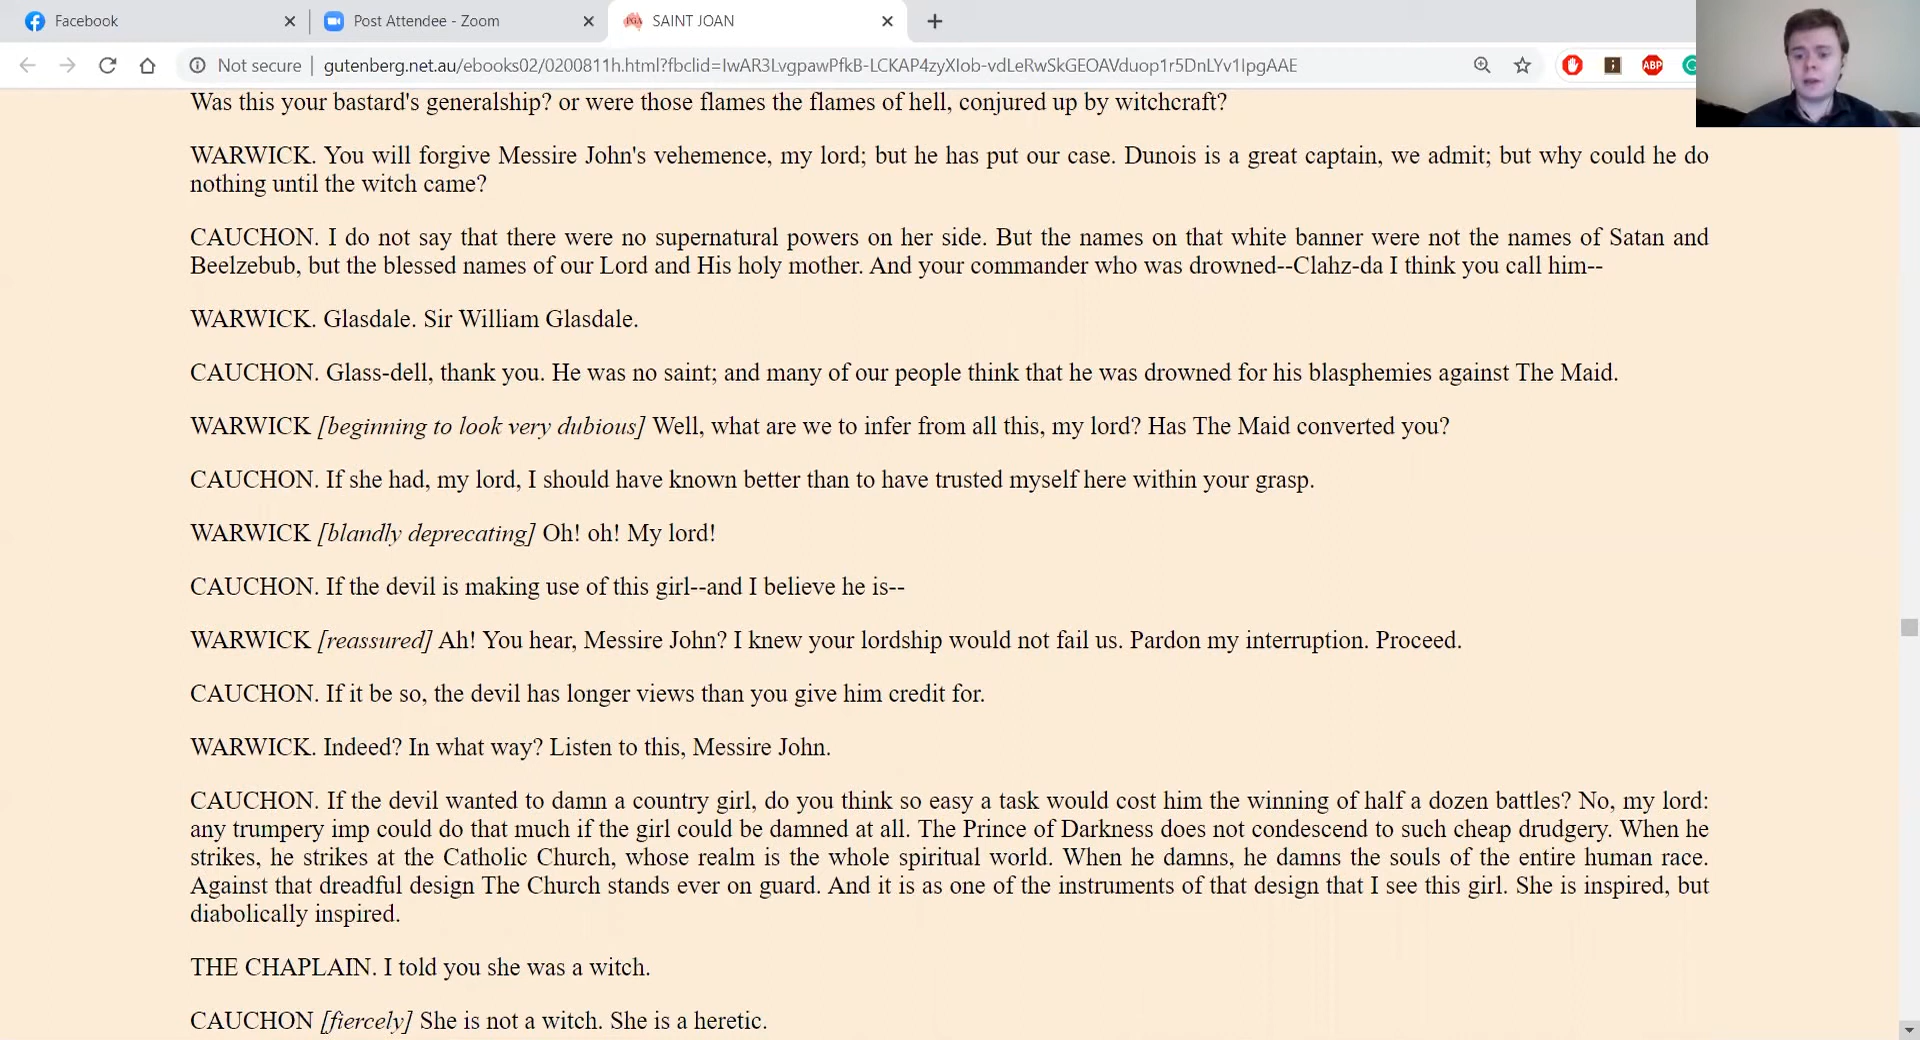 Facebook
Post Attendee - Zoom
SAINT JOAN
Not secure
gutenberg.net.au/ebooks02/0200811h.html?fbclid=IwAR3LvgpawPfkB-LCKAP4zyXIob-vdLeRwSkGEOAVduop1r5DnLYv1IpgAAE
ABP
Was this your bastard's generalship? or were those flames the flames of hell, conjured up by witchcraft?
WARWICK. You will forgive Messire John's vehemence, my lord; but he has put our case. Dunois is a great captain, we admit; but why could he do
nothing until the witch came?
CAUCHON. I do not say that there were no supernatural powers on her side. But the names on that white banner were not the names of Satan and
Beelzebub, but the blessed names of our Lord and His holy mother. And your commander who was drowned--Clahz-da I think you call him--
WARWICK. Glasdale. Sir William Glasdale.
CAUCHON. Glass-dell, thank you. He was no saint; and many of our people think that he was drowned for his blasphemies against The Maid.
WARWICK [beginning to look very dubious] Well, what are we to infer from all this, my lord? Has The Maid converted you?
CAUCHON. If she had, my lord, I should have known better than to have trusted myself here within your grasp.
WARWICK [blandly deprecating] Oh! oh! My lord!
CAUCHON. If the devil is making use of this girl--and I believe he is--
WARWICK [reassured] Ah! You hear, Messire John? I knew your lordship would not fail us. Pardon my interruption. Proceed.
CAUCHON. If it be so, the devil has longer views than you give him credit for.
WARWICK. Indeed? In what way? Listen to this, Messire John.
CAUCHON. If the devil wanted to damn a country girl, do you think so easy a task would cost him the winning of half a dozen battles? No, my lord:
any trumpery imp could do that much if the girl could be damned at all. The Prince of Darkness does not condescend to such cheap drudgery. When he
strikes, he strikes at the Catholic Church, whose realm is the whole spiritual world. When he damns, he damns the souls of the entire human race.
Against that dreadful design The Church stands ever on guard. And it is as one of the instruments of that design that I see this girl. She is inspired, but
diabolically inspired.
THE CHAPLAIN. I told you she was a witch.
CAUCHON [fiercely] She is not a witch. She is a heretic.